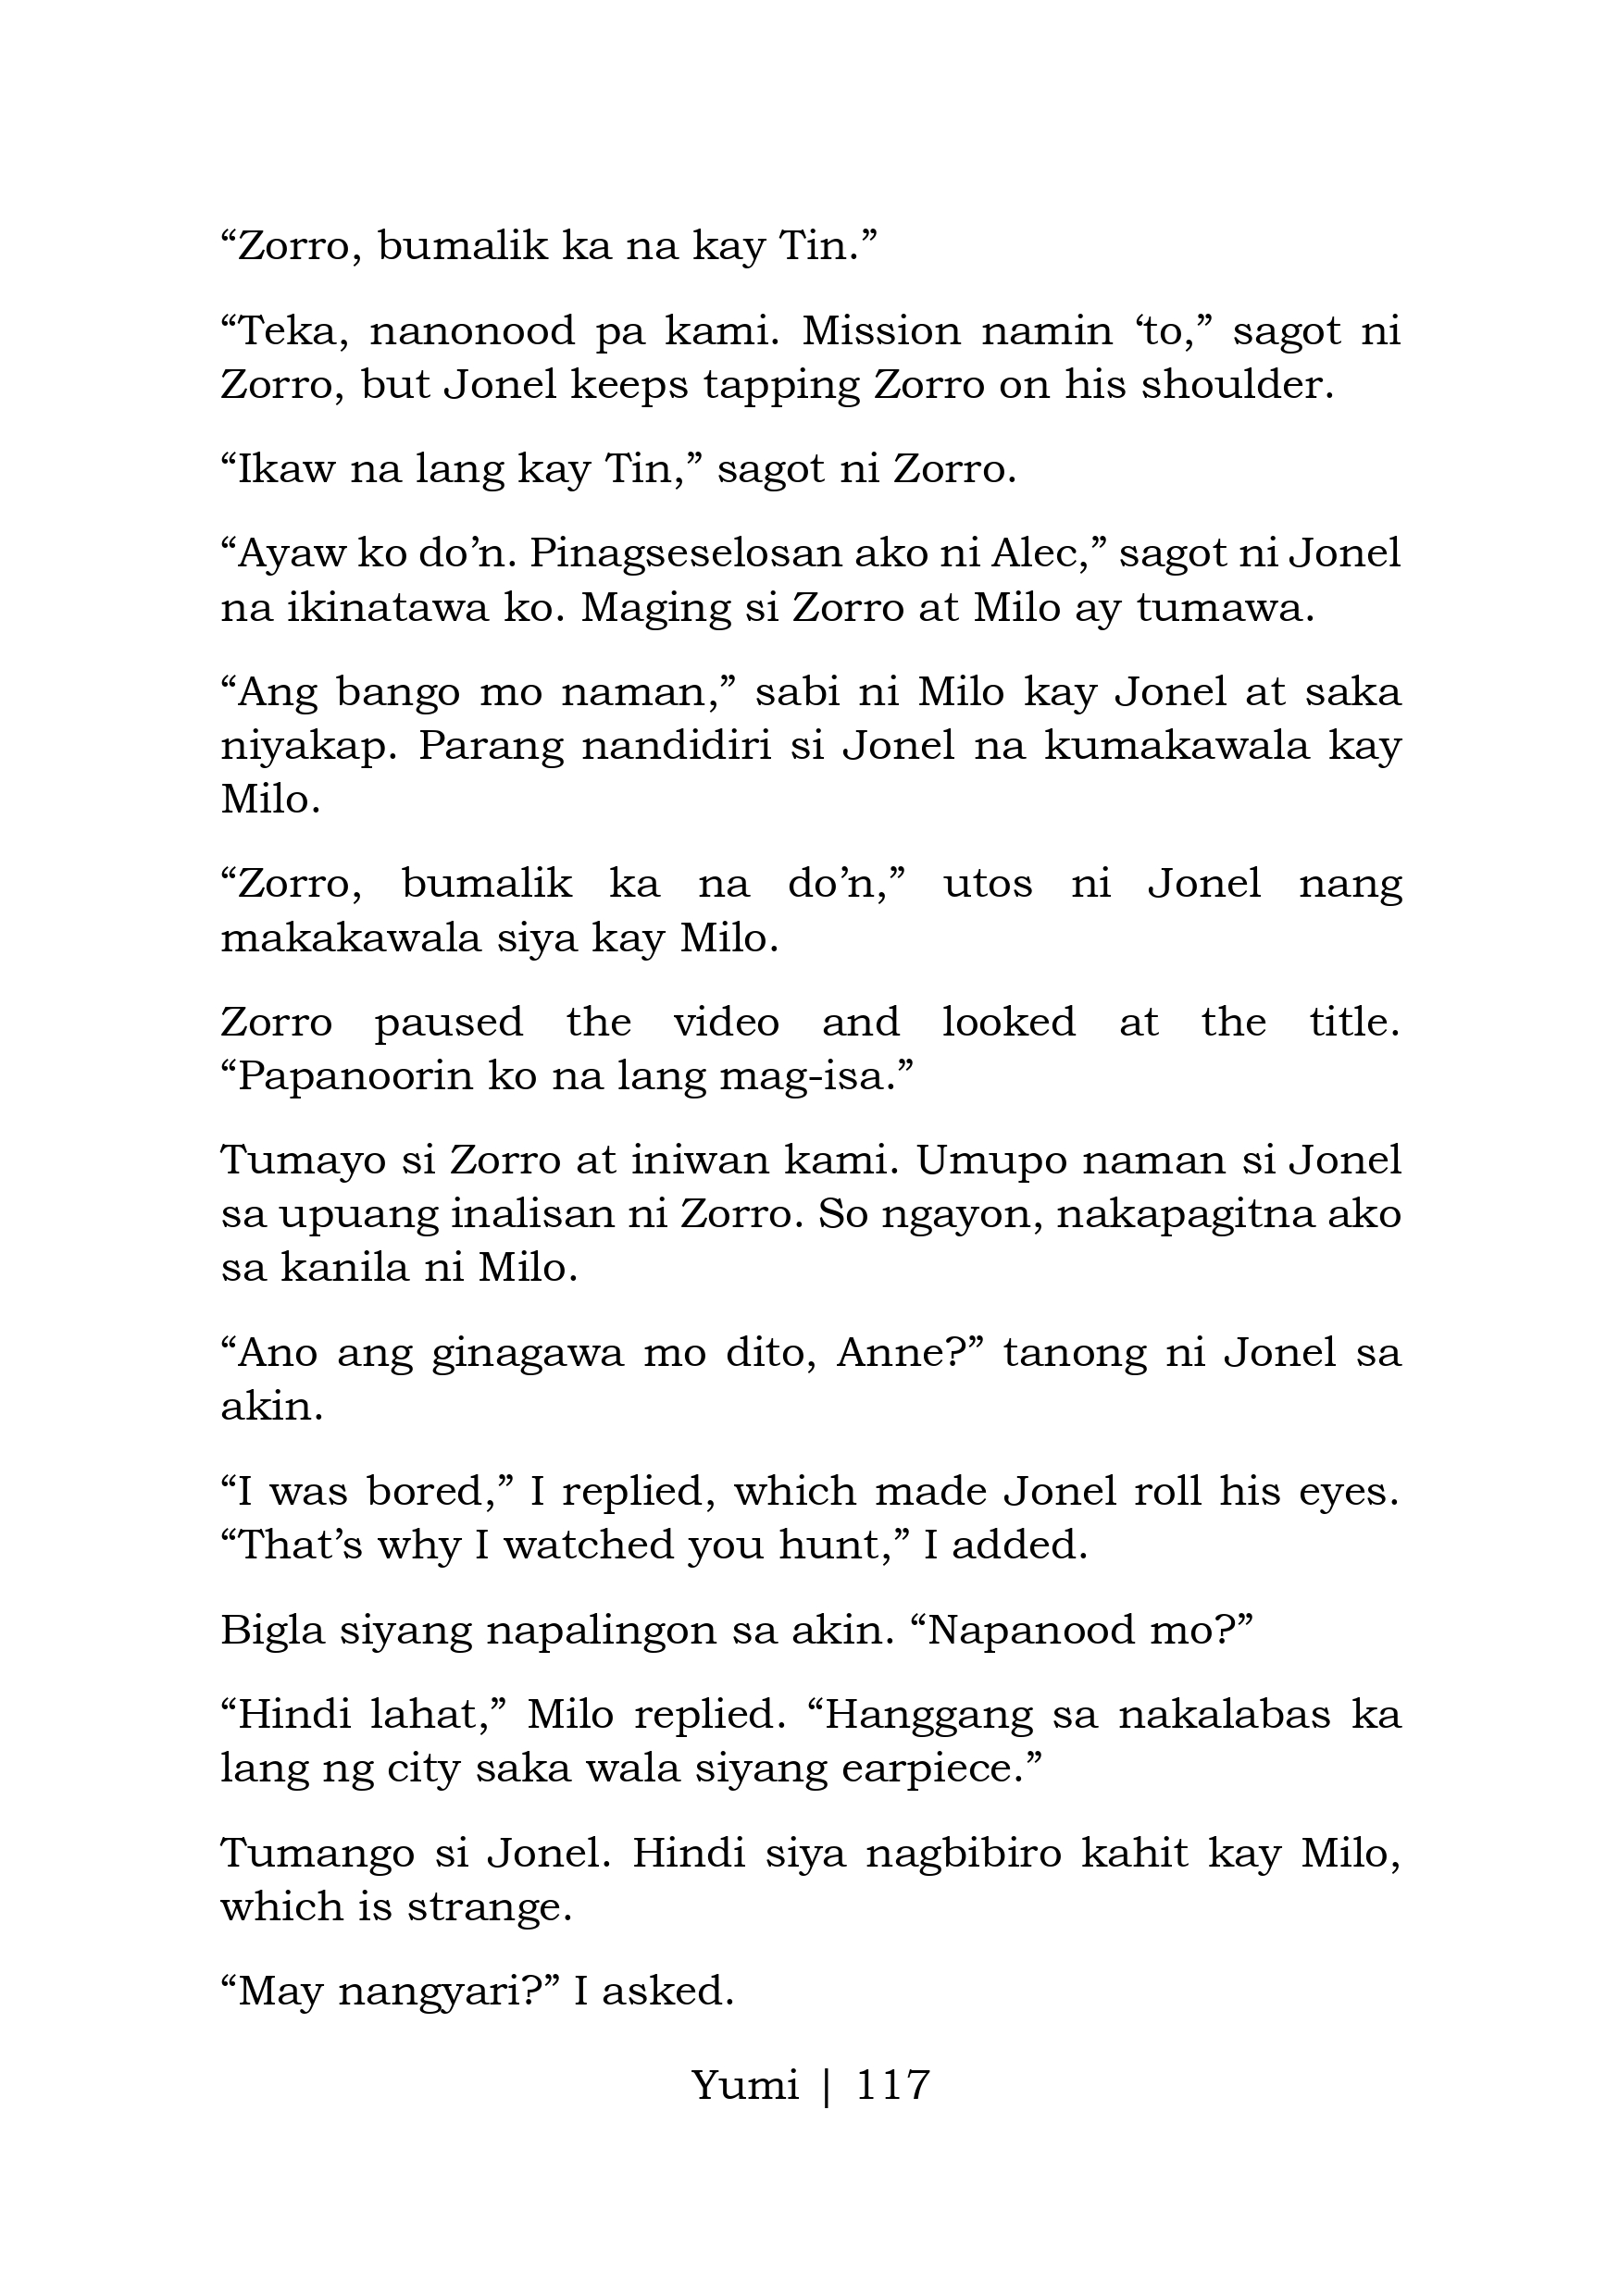 “Zorro, bumalik ka na kay Tin.”
“Teka, nanonood pa kami. Mission namin ‘to,” sagot ni
Zorro, but Jonel keeps tapping Zorro on his shoulder.
“Ikaw na lang kay Tin,” sagot ni Zorro.
“Ayaw ko do’n. Pinagseselosan ako ni Alec,” sagot ni Jonel
na ikinatawa ko. Maging si Zorro at Milo ay tumawa.
“Ang bango mo naman,” sabi ni Milo kay Jonel at saka
niyakap. Parang nandidiri si Jonel na kumakawala kay
Milo.
“Zorro, bumalik ka na do’n,” utos ni Jonel nang
makakawala siya kay Milo.
Zorro paused the video and looked at the title.
“Papanoorin ko na lang mag-isa.”
Tumayo si Zorro at iniwan kami. Umupo naman si Jonel
sa upuang inalisan ni Zorro. So ngayon, nakapagitna ako
sa kanila ni Milo.
“Ano ang ginagawa mo dito, Anne?” tanong ni Jonel sa
akin.
“I was bored,” I replied, which made Jonel roll his eyes.
“That’s why I watched you hunt,” I added.
Bigla siyang napalingon sa akin. “Napanood mo?”
“Hindi lahat,” Milo replied. “Hanggang sa nakalabas ka
lang ng city saka wala siyang earpiece.”
Tumango si Jonel. Hindi siya nagbibiro kahit kay Milo,
which is strange.
“May nangyari?” I asked.
Yumi | 117